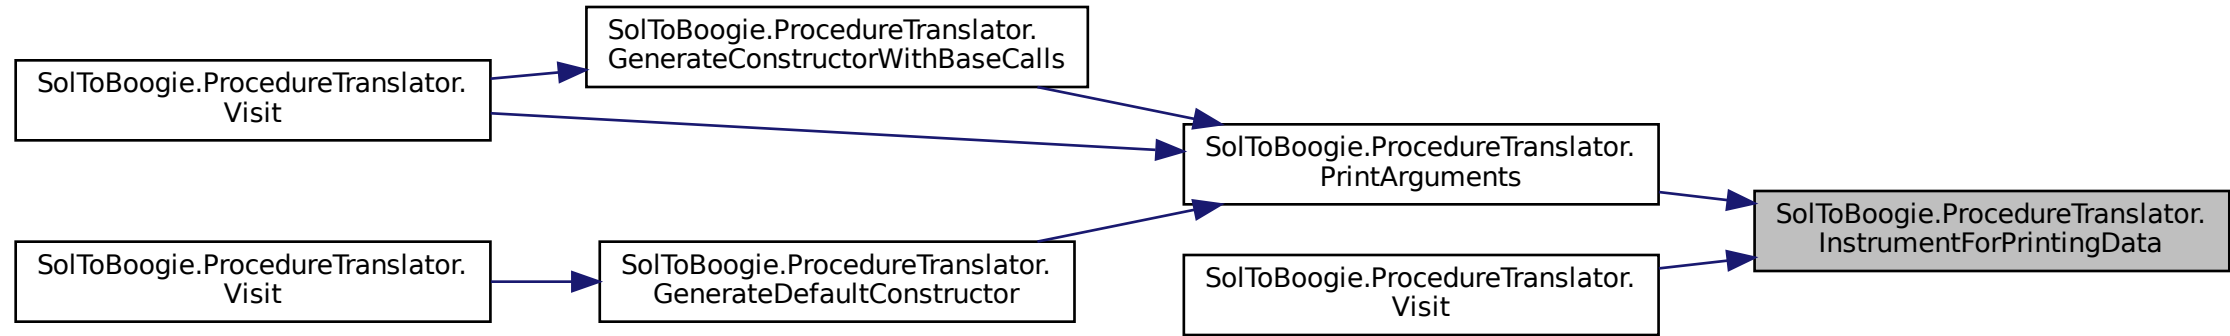 SolToBoogie.ProcedureTranslator.
GenerateConstructorWithBaseCalls
SolToBoogie.ProcedureTranslator.
Visit
SolToBoogie.ProcedureTranslator.
PrintArguments
SolToBoogie.ProcedureTranslator.
InstrumentForPrintingData
SolToBoogie.ProcedureTranslator.
Visit
SolToBoogie.ProcedureTranslator.
GenerateDefaultConstructor
SolToBoogie.ProcedureTranslator.
Visit